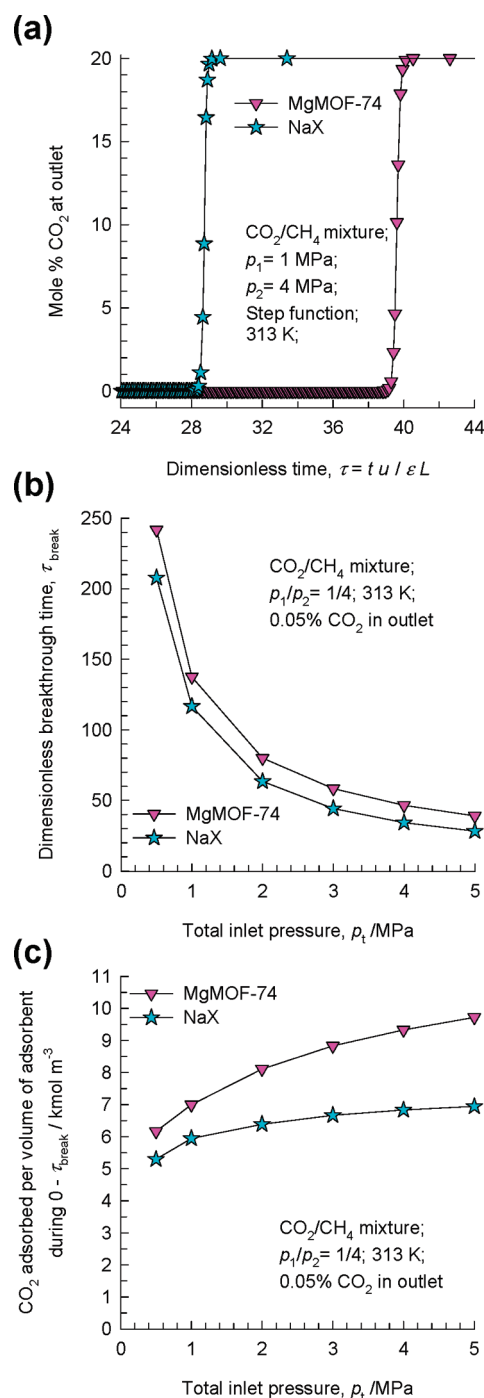 (a)
20
15
10
5
0
Mole % CO₂ at outlet
MgMOF-74
NaX
CO₂/CH₄ mixture;
p₁= 1 MPa;
p₂= 4 MPa;
Step function;
313 K;
24 28 32 36 40 44
Dimensionless time, τ = t u / ε L
(b)
250
200
150
100
50
0
Dimensionless breakthrough time, τbreak
CO₂/CH₄ mixture;
p₁/p₂= 1/4; 313 K;
0.05% CO₂ in outlet
MgMOF-74
NaX
0 1 2 3 4 5
Total inlet pressure, pₜ /MPa
(c)
11
10
9
8
7
6
5
4
3
2
1
0
CO₂ adsorbed per volume of adsorbent
during 0 - τbreak / kmol m⁻³
MgMOF-74
NaX
CO₂/CH₄ mixture;
p₁/p₂= 1/4; 313 K;
0.05% CO₂ in outlet
0 1 2 3 4 5
Total inlet pressure, pₜ /MPa